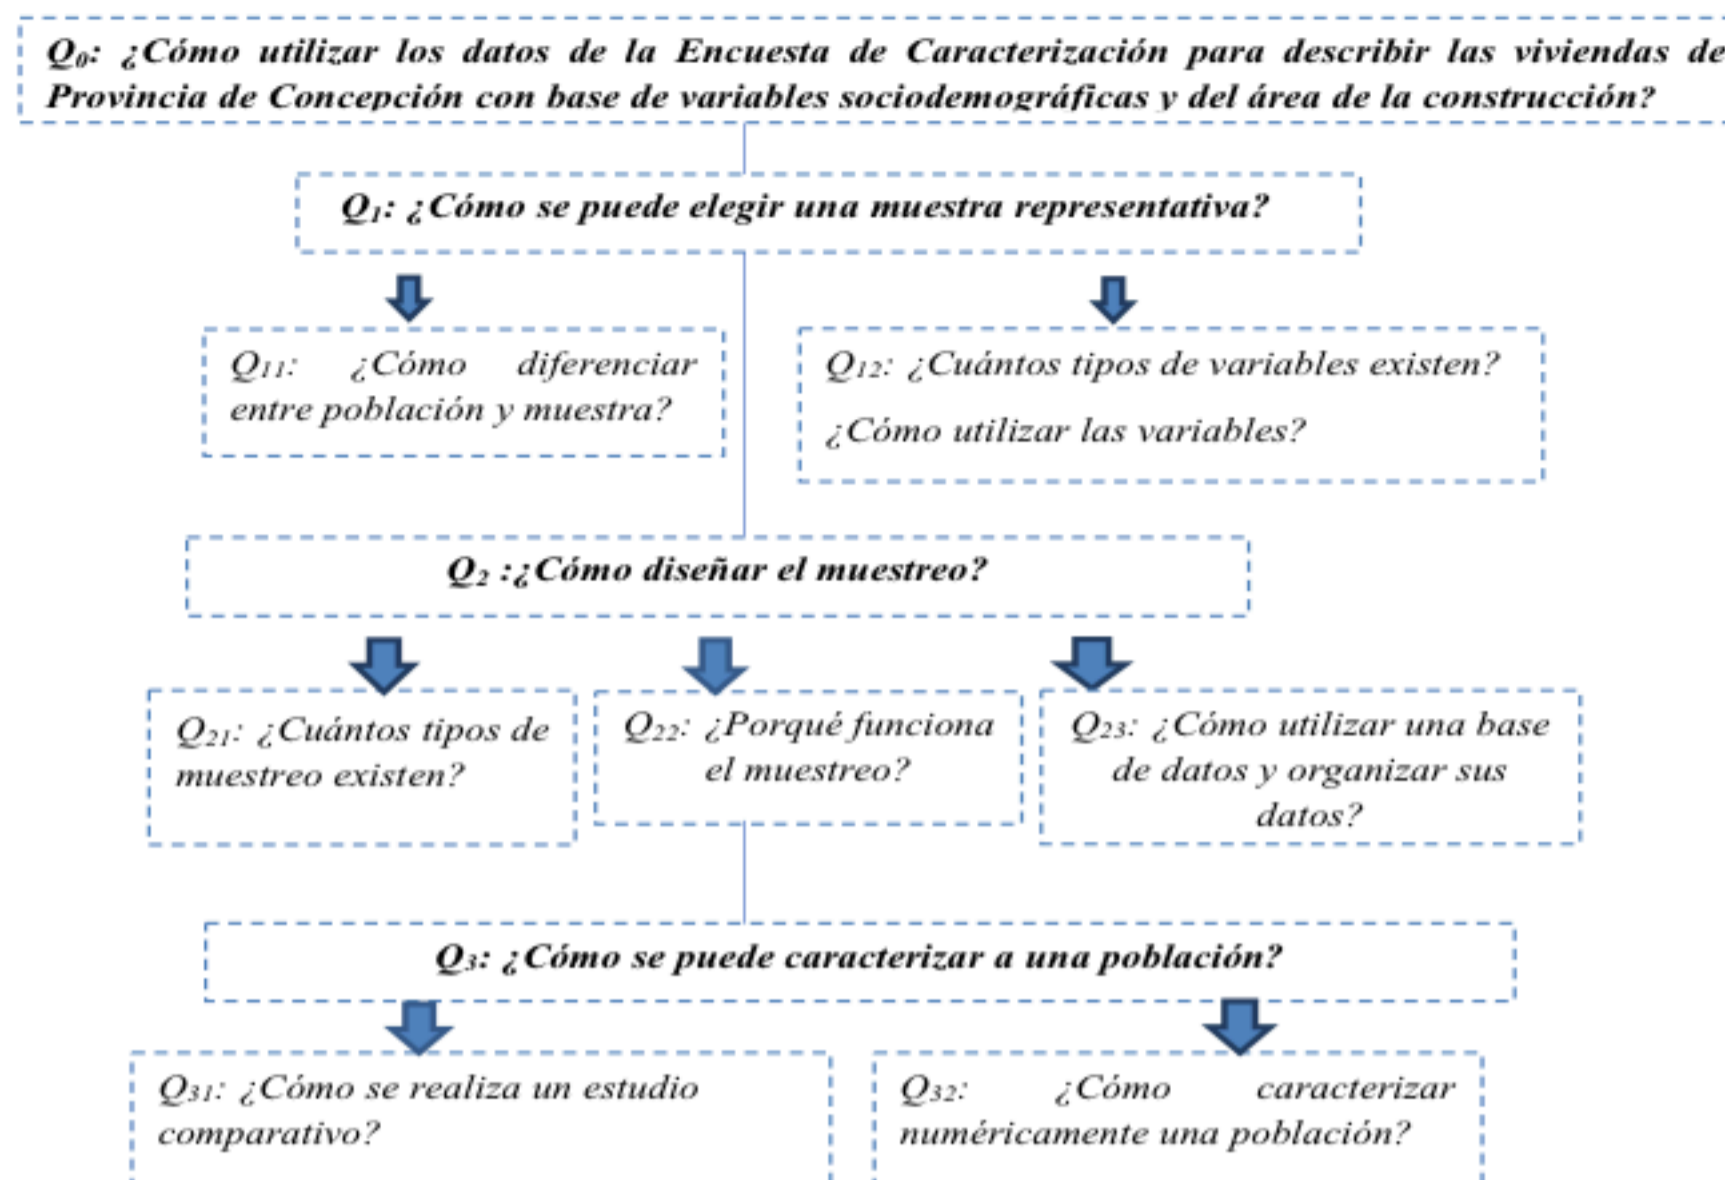 Q0: ¿Cómo utilizar los datos de la Encuesta de Caracterización para describir las viviendas de
Provincia de Concepción con base de variables sociodemográficas y del área de la construcción?
Q1: ¿Cómo se puede elegir una muestra representativa?
Q11: ¿Cómo diferenciar
entre población y muestra?
Q12: ¿Cuántos tipos de variables existen?
¿Cómo utilizar las variables?
Q2 :¿Cómo diseñar el muestreo?
Q21: ¿Cuántos tipos de
muestreo existen?
Q22: ¿Porqué funciona
el muestreo?
Q23: ¿Cómo utilizar una base
de datos y organizar sus
datos?
Q3: ¿Cómo se puede caracterizar a una población?
Q31: ¿Cómo se realiza un estudio
comparativo?
Q32: ¿Cómo caracterizar
numéricamente una población?